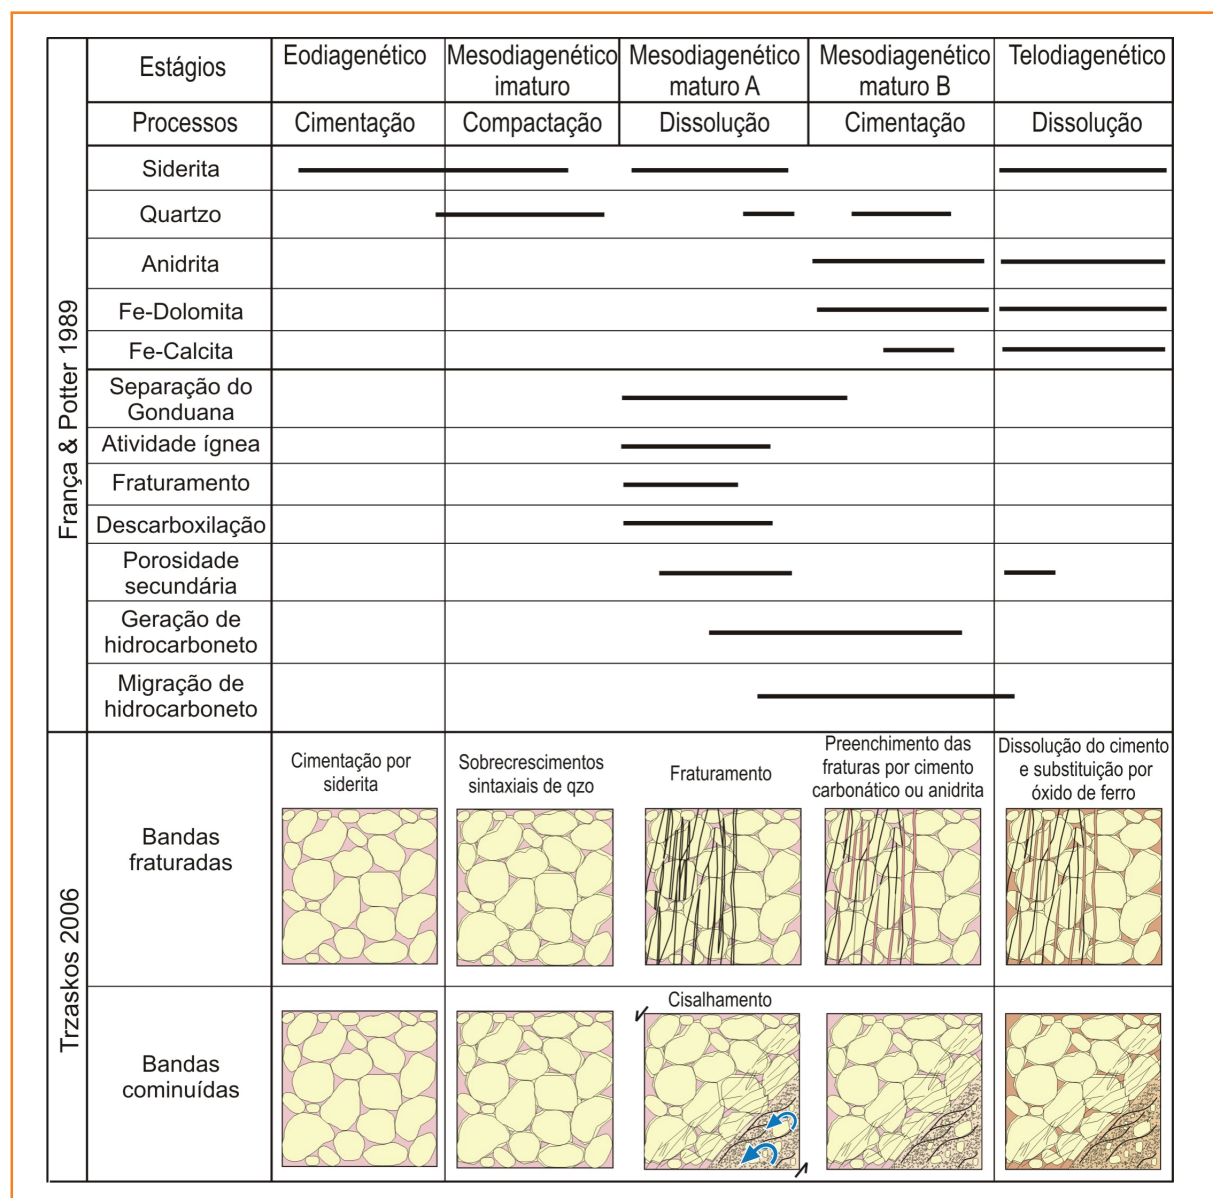 Estágios
Eodiagenético
Mesodiagenético
imaturo
Mesodiagenético
maturo A
Mesodiagenético
maturo B
Telodiagenético
Processos
Cimentação
Compactação
Dissolução
Cimentação
Dissolução
França & Potter 1989
Siderita
Quartzo
Anidrita
Fe-Dolomita
Fe-Calcita
Separação do
Gonduana
Atividade ígnea
Fraturamento
Descarboxilação
Porosidade
secundária
Geração de
hidrocarboneto
Migração de
hidrocarboneto
Trzaskos 2006
Bandas
fraturadas
Cimentação por
siderita
Sobrecrescimentos
sintaxiais de qzo
Fraturamento
Preenchimento das
fraturas por cimento
carbonático ou anidrita
Dissolução do cimento
e substituição por
óxido de ferro
Bandas
cominuídas
Cisalhamento